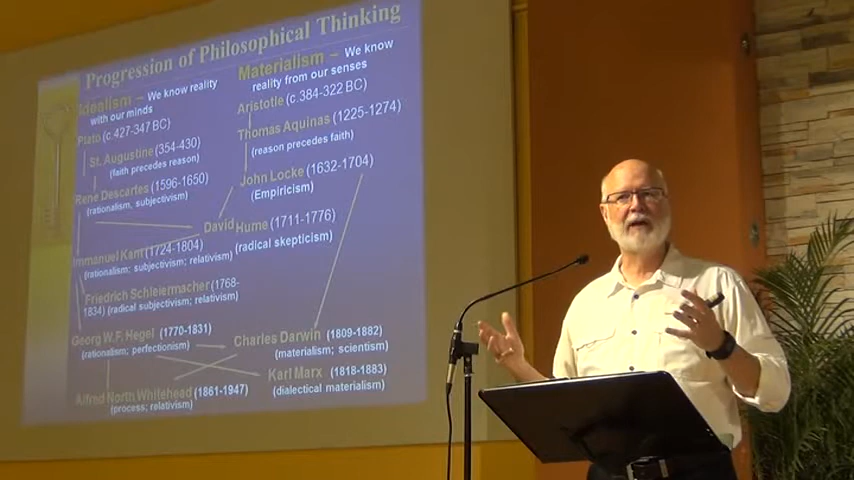 Progression of Philosophical Thinking
Idealism – We know reality
with our minds
Plato (c 427-347 BC)
St. Augustine (354-430)
(faith precedes reason)
Rene Descartes (1596-1650)
(rationalism, subjectivism)
Immanuel Kant (1724-1804)
(rationalism; subjectivism; relativism)
Friedrich Schleiermacher (1768-
1834) (radical subjectivism; relativism)
Georg W.F. Hegel (1770-1831)
(rationalism; perfectionism)
Alfred North Whitehead (1861-1947)
(process; relativism)
Materialism – We know
reality from our senses
Aristotle (c.384-322 BC)
Thomas Aquinas (1225-1274)
(reason precedes faith)
John Locke (1632-1704)
(Empiricism)
David Hume (1711-1776)
(radical skepticism)
Charles Darwin (1809-1882)
(materialism; scientism)
Karl Marx (1818-1883)
(dialectical materialism)